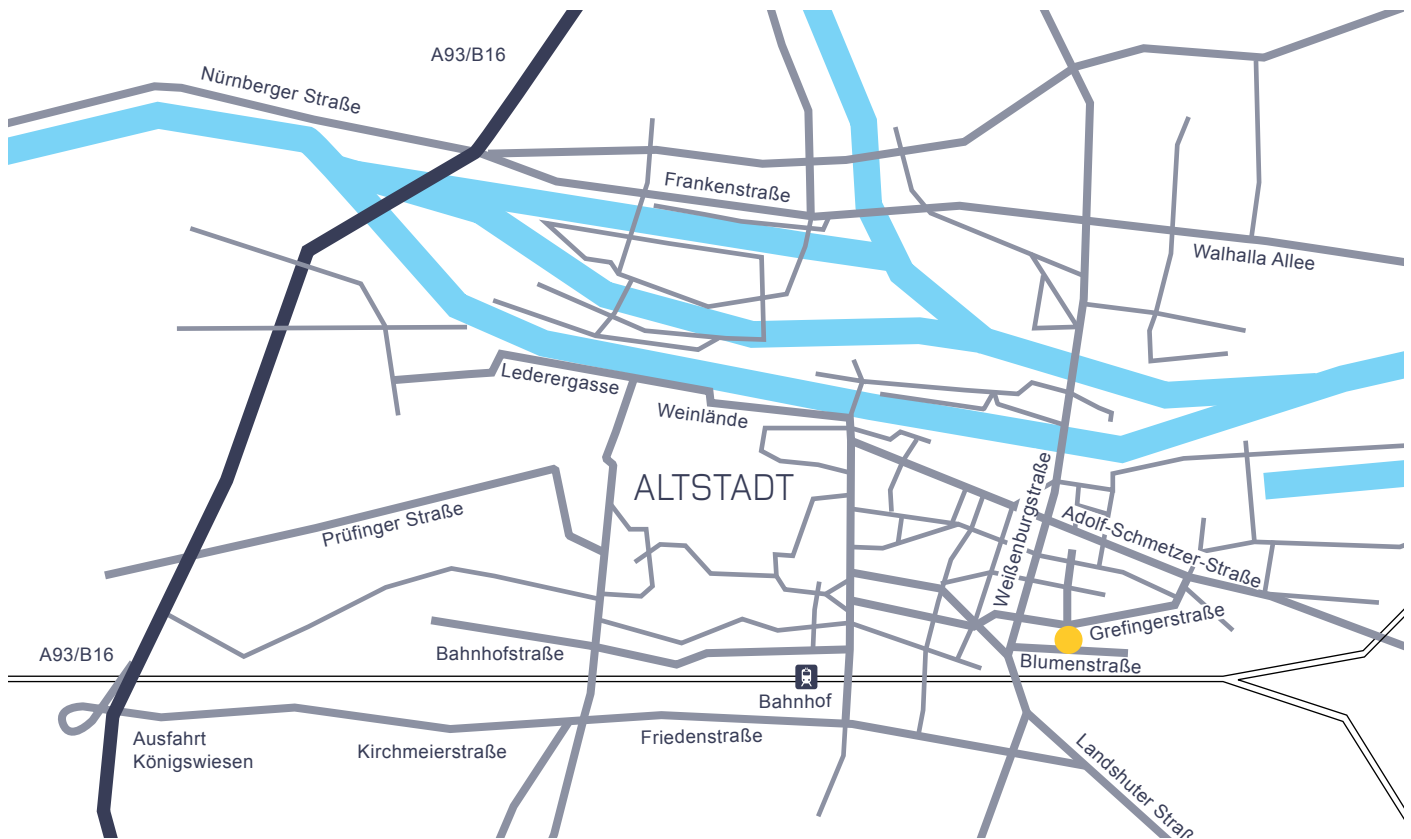 A93/B16
Nürnberger Straße
Frankenstraße
Walhalla Allee
Lederergasse
Weinlände
ALTSTADT
Prüfinger Straße
Weißenburgstraße
Adolf-Schmetzer-Straße
Grefingerstraße
Blumenstraße
A93/B16
Bahnhofstraße
Bahnhof
Ausfahrt
Königswiesen
Kirchmeierstraße
Friedenstraße
Landshuter Straß